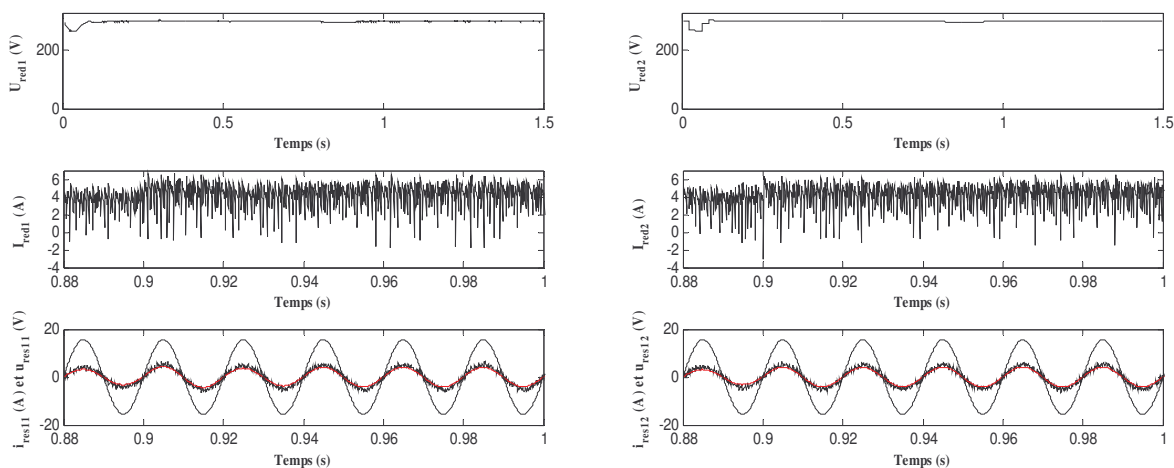 U_red1 (V)
200
0
0 0.5 1 1.5
Temps (s)
U_red2 (V)
200
0
0 0.5 1 1.5
Temps (s)
I_red1 (A)
6
4
2
0
-2
-4
0.88 0.9 0.92 0.94 0.96 0.98 1
Temps (s)
I_red2 (A)
6
4
2
0
-2
-4
0.88 0.9 0.92 0.94 0.96 0.98 1
Temps (s)
i_res11 (A) et u_res11 (V)
20
0
-20
0.88 0.9 0.92 0.94 0.96 0.98 1
Temps (s)
i_res12 (A) et u_res12 (V)
20
0
-20
0.88 0.9 0.92 0.94 0.96 0.98 1
Temps (s)